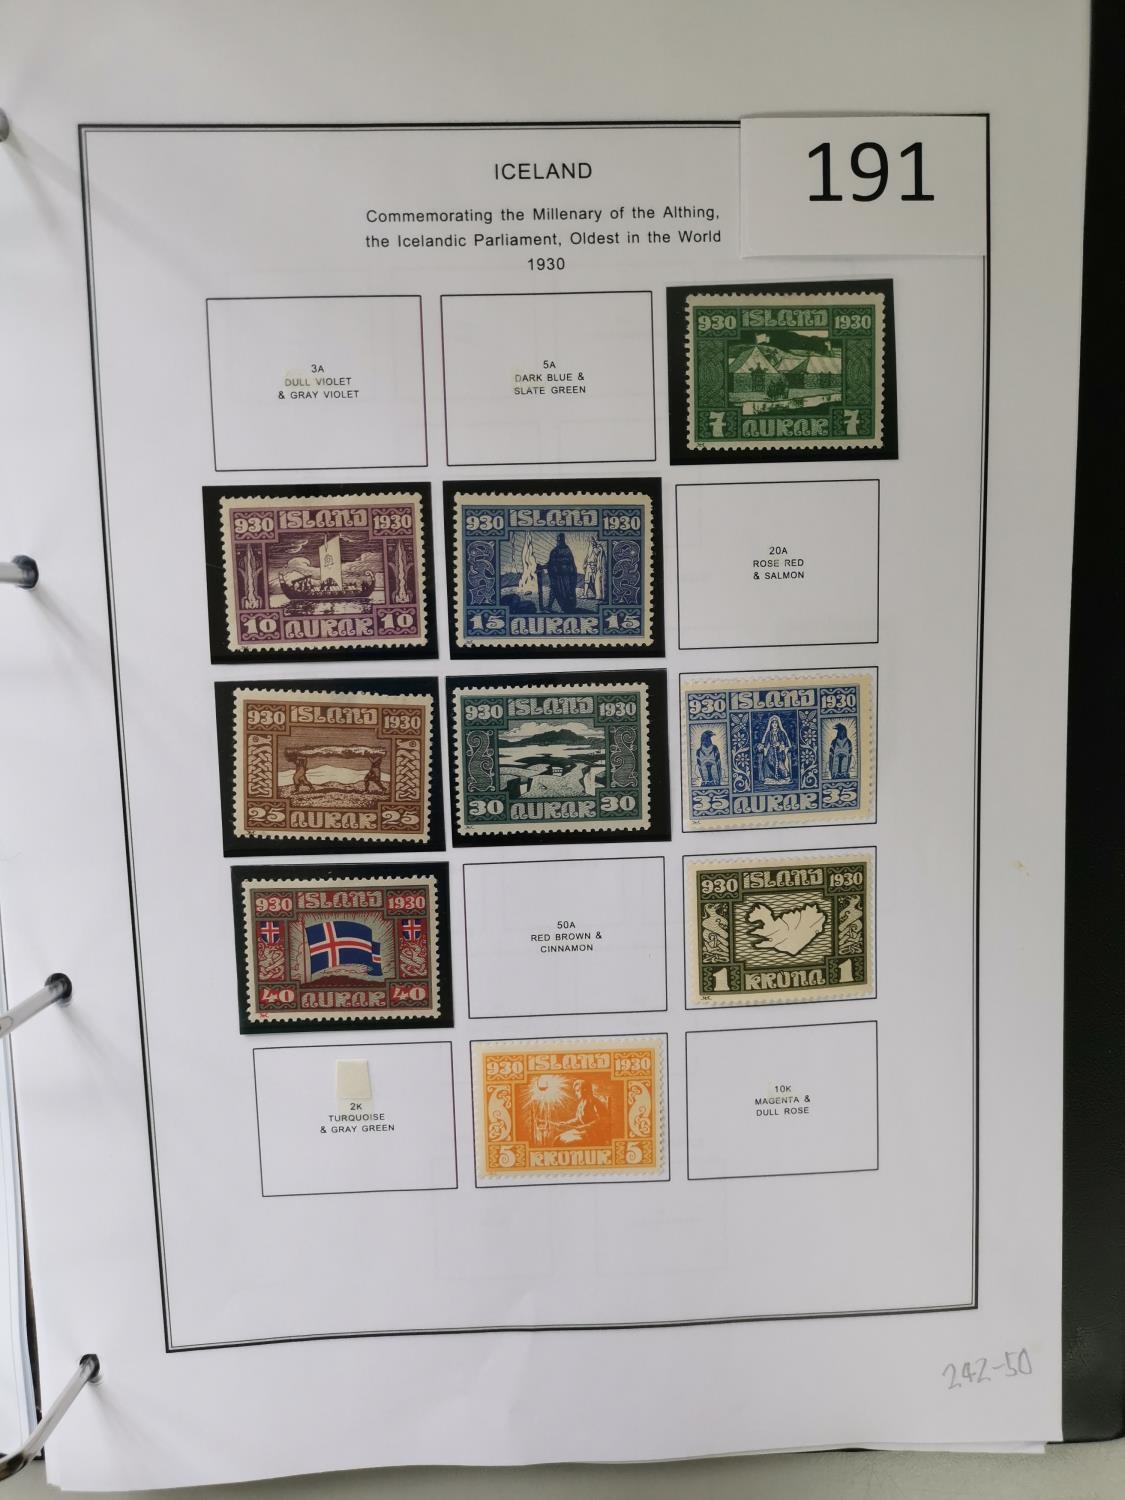 191
ICELAND
Commemorating the Millenary of the Althing,
the Icelandic Parliament, Oldest in the World
1930
3A
DULL VIOLET
& GRAY VIOLET
5A
DARK BLUE &
SLATE GREEN
930 ISLAND 1930
7 AURAR 7
930 ISLAND 1930
10 AURAR 10
930 ISLAND 1930
15 AURAR 15
20A
ROSE RED
& SALMON
930 ISLAND 1930
25 AURAR 25
930 ISLAND 1930
30 AURAR 30
930 ISLAND 1930
35 AURAR 35
930 ISLAND 1930
40 AURAR 40
50A
RED BROWN &
CINNAMON
930 ISLAND 1930
1 KRÓNA 1
2K
TURQUOISE
& GRAY GREEN
930 ISLAND 1930
5 KRONUR 5
10K
MAGENTA &
DULL ROSE
242-50